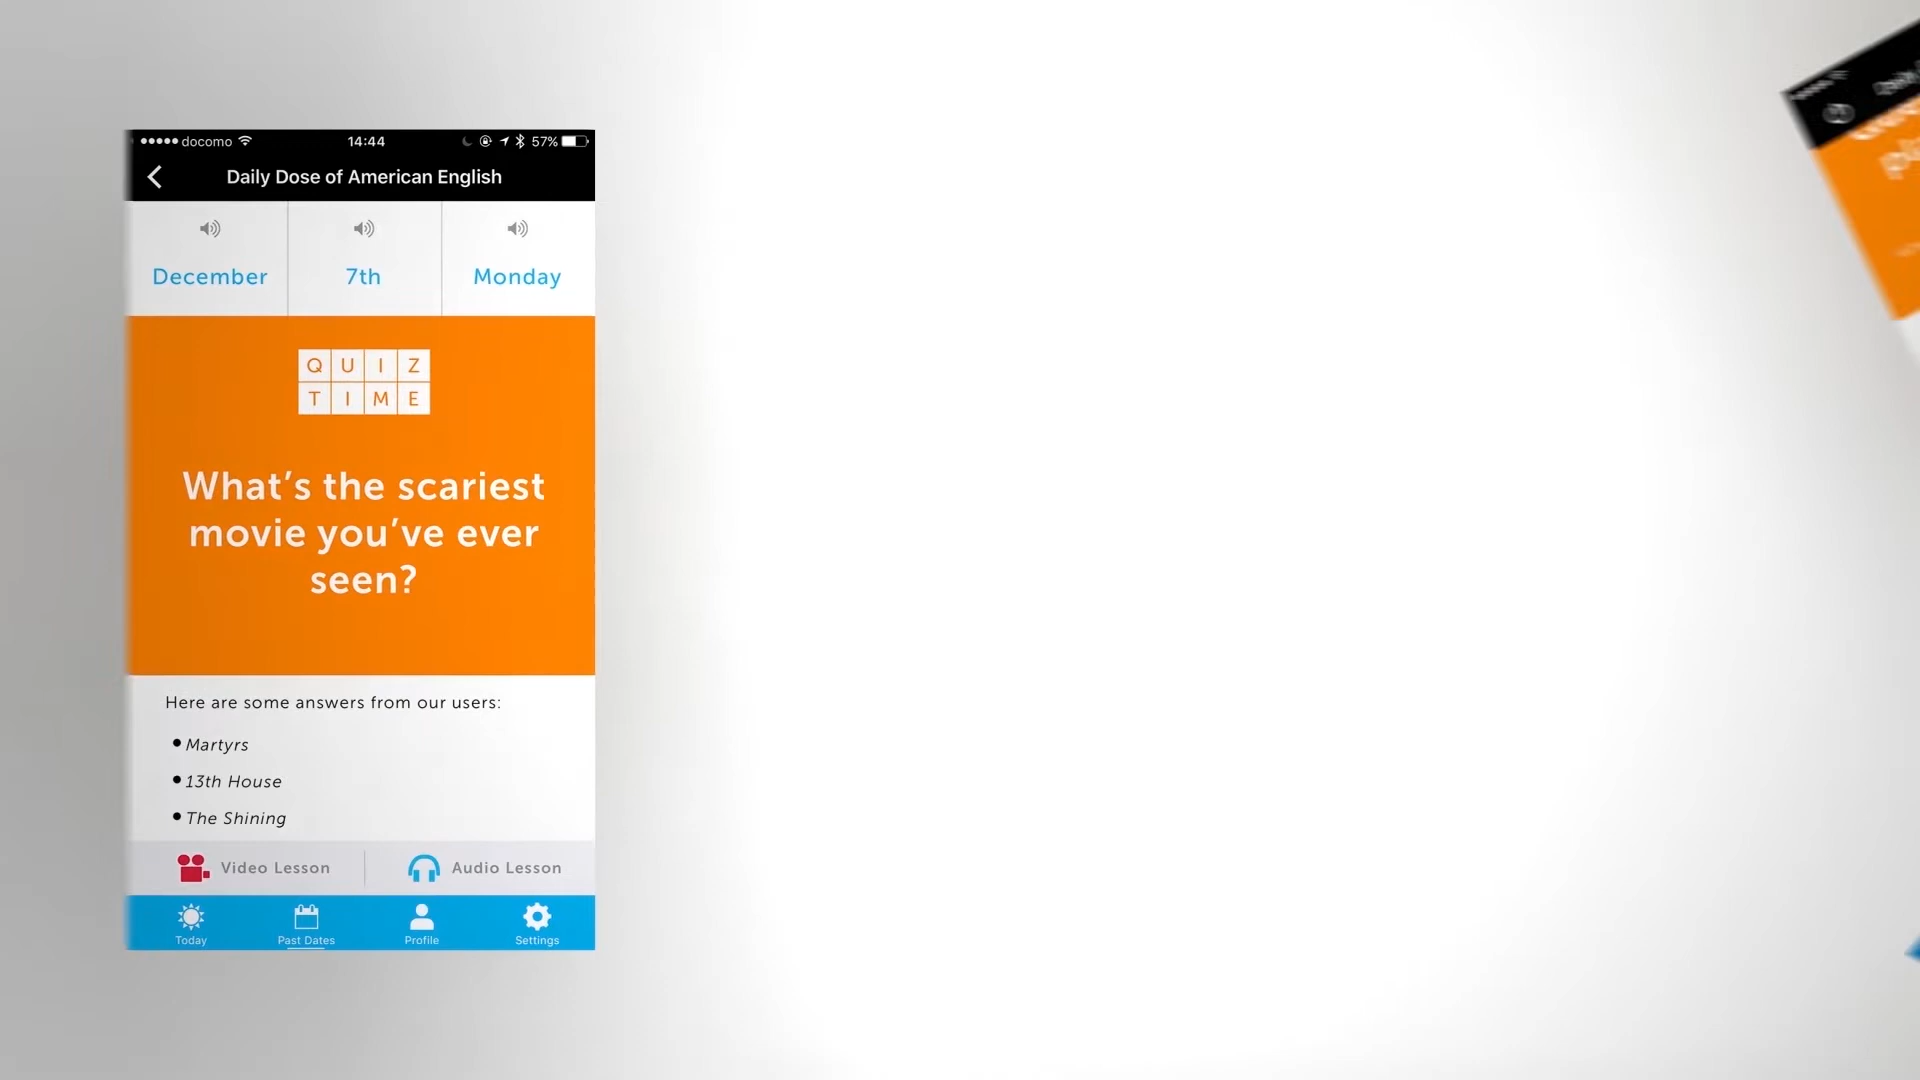 docomo 14:44 57%
Daily Dose of American English
December 7th Monday
QUIZ
TIME
What’s the scariest
movie you’ve ever
seen?
Here are some answers from our users:
• Martyrs
• 13th House
• The Shining
Video Lesson Audio Lesson
Today Past Dates Profile Settings